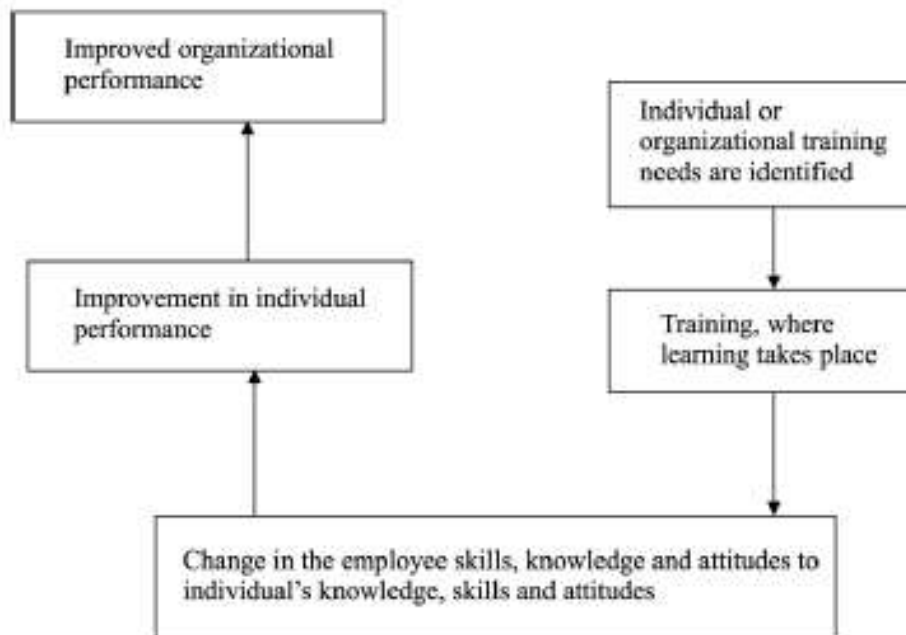 Improved organizational
performance
Individual or
organizational training
needs are identified
Improvement in individual
performance
Training, where
learning takes place
Change in the employee skills, knowledge and attitudes to
individual's knowledge, skills and attitudes